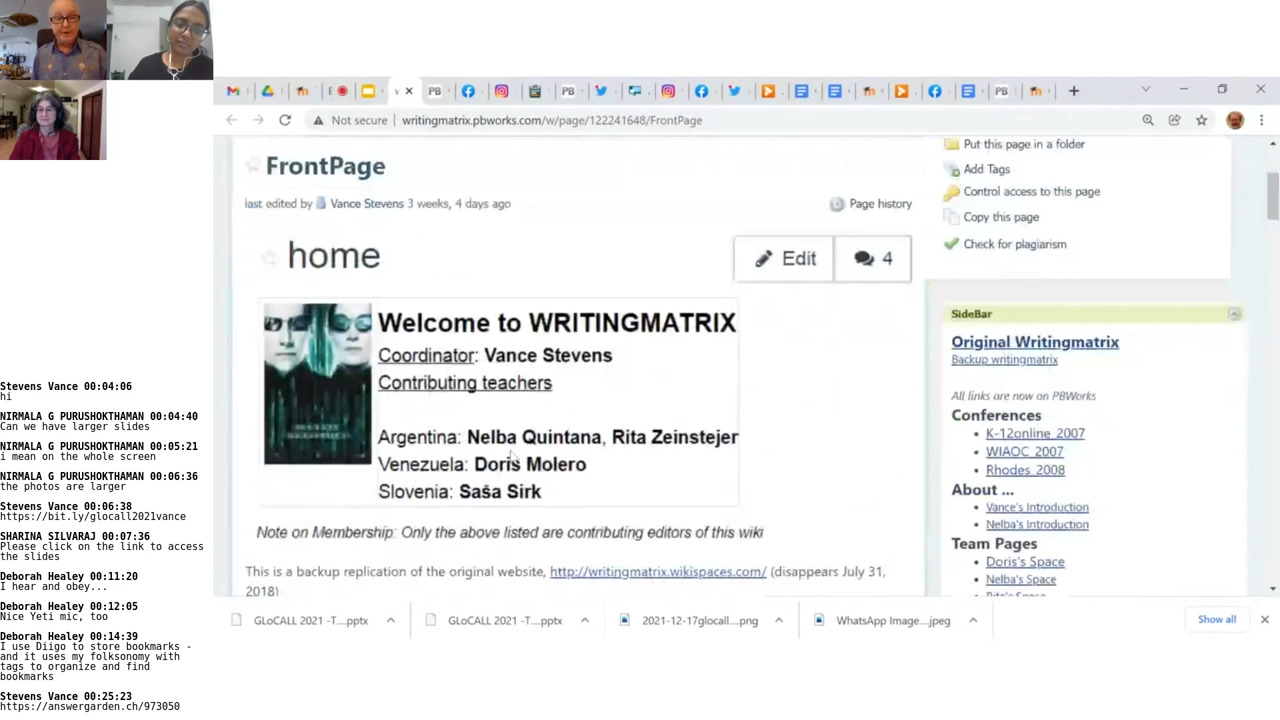 Stevens Vance 00:04:06
hi
NIRMALA G PURUSHOKTHAMAN 00:04:40
Can we have larger slides
NIRMALA G PURUSHOKTHAMAN 00:05:21
i mean on the whole screen
NIRMALA G PURUSHOKTHAMAN 00:06:36
the photos are larger
Stevens Vance 00:06:38
https://bit.ly/glocall2021vance
SHARINA SILVARAJ 00:07:36
Please click on the link to access
the slides
Deborah Healey 00:11:20
I hear and obey...
Deborah Healey 00:12:05
Nice Yeti mic, too
Deborah Healey 00:14:39
I use Diigo to store bookmarks -
and it uses my folksonomy with
tags to organize and find
bookmarks
Stevens Vance 00:25:23
https://answergarden.ch/973050
PB
PB
PB
Not secure writingmatrix.pbworks.com/w/page/122241648/FrontPage
FrontPage
last edited by Vance Stevens 3 weeks, 4 days ago
Page history
home
Edit
4
Welcome to WRITINGMATRIX
Coordinator: Vance Stevens
Contributing teachers
Argentina: Nelba Quintana, Rita Zeinstejer
Venezuela: Doris Molero
Slovenia: Saša Sirk
Note on Membership: Only the above listed are contributing editors of this wiki
This is a backup replication of the original website, http://writingmatrix.wikispaces.com/ (disappears July 31,
2018)
Put this page in a folder
Add Tags
Control access to this page
Copy this page
Check for plagiarism
SideBar
Original Writingmatrix
Backup writingmatrix
All links are now on PBWorks
Conferences
K-12online_2007
WIAOC_2007
Rhodes_2008
About ...
Vance's Introduction
Nelba's Introduction
Team Pages
Doris's Space
Nelba's Space
GLoCALL 2021 -T....pptx
GLoCALL 2021 -T....pptx
2021-12-17glocall....png
WhatsApp Image....jpeg
Show all